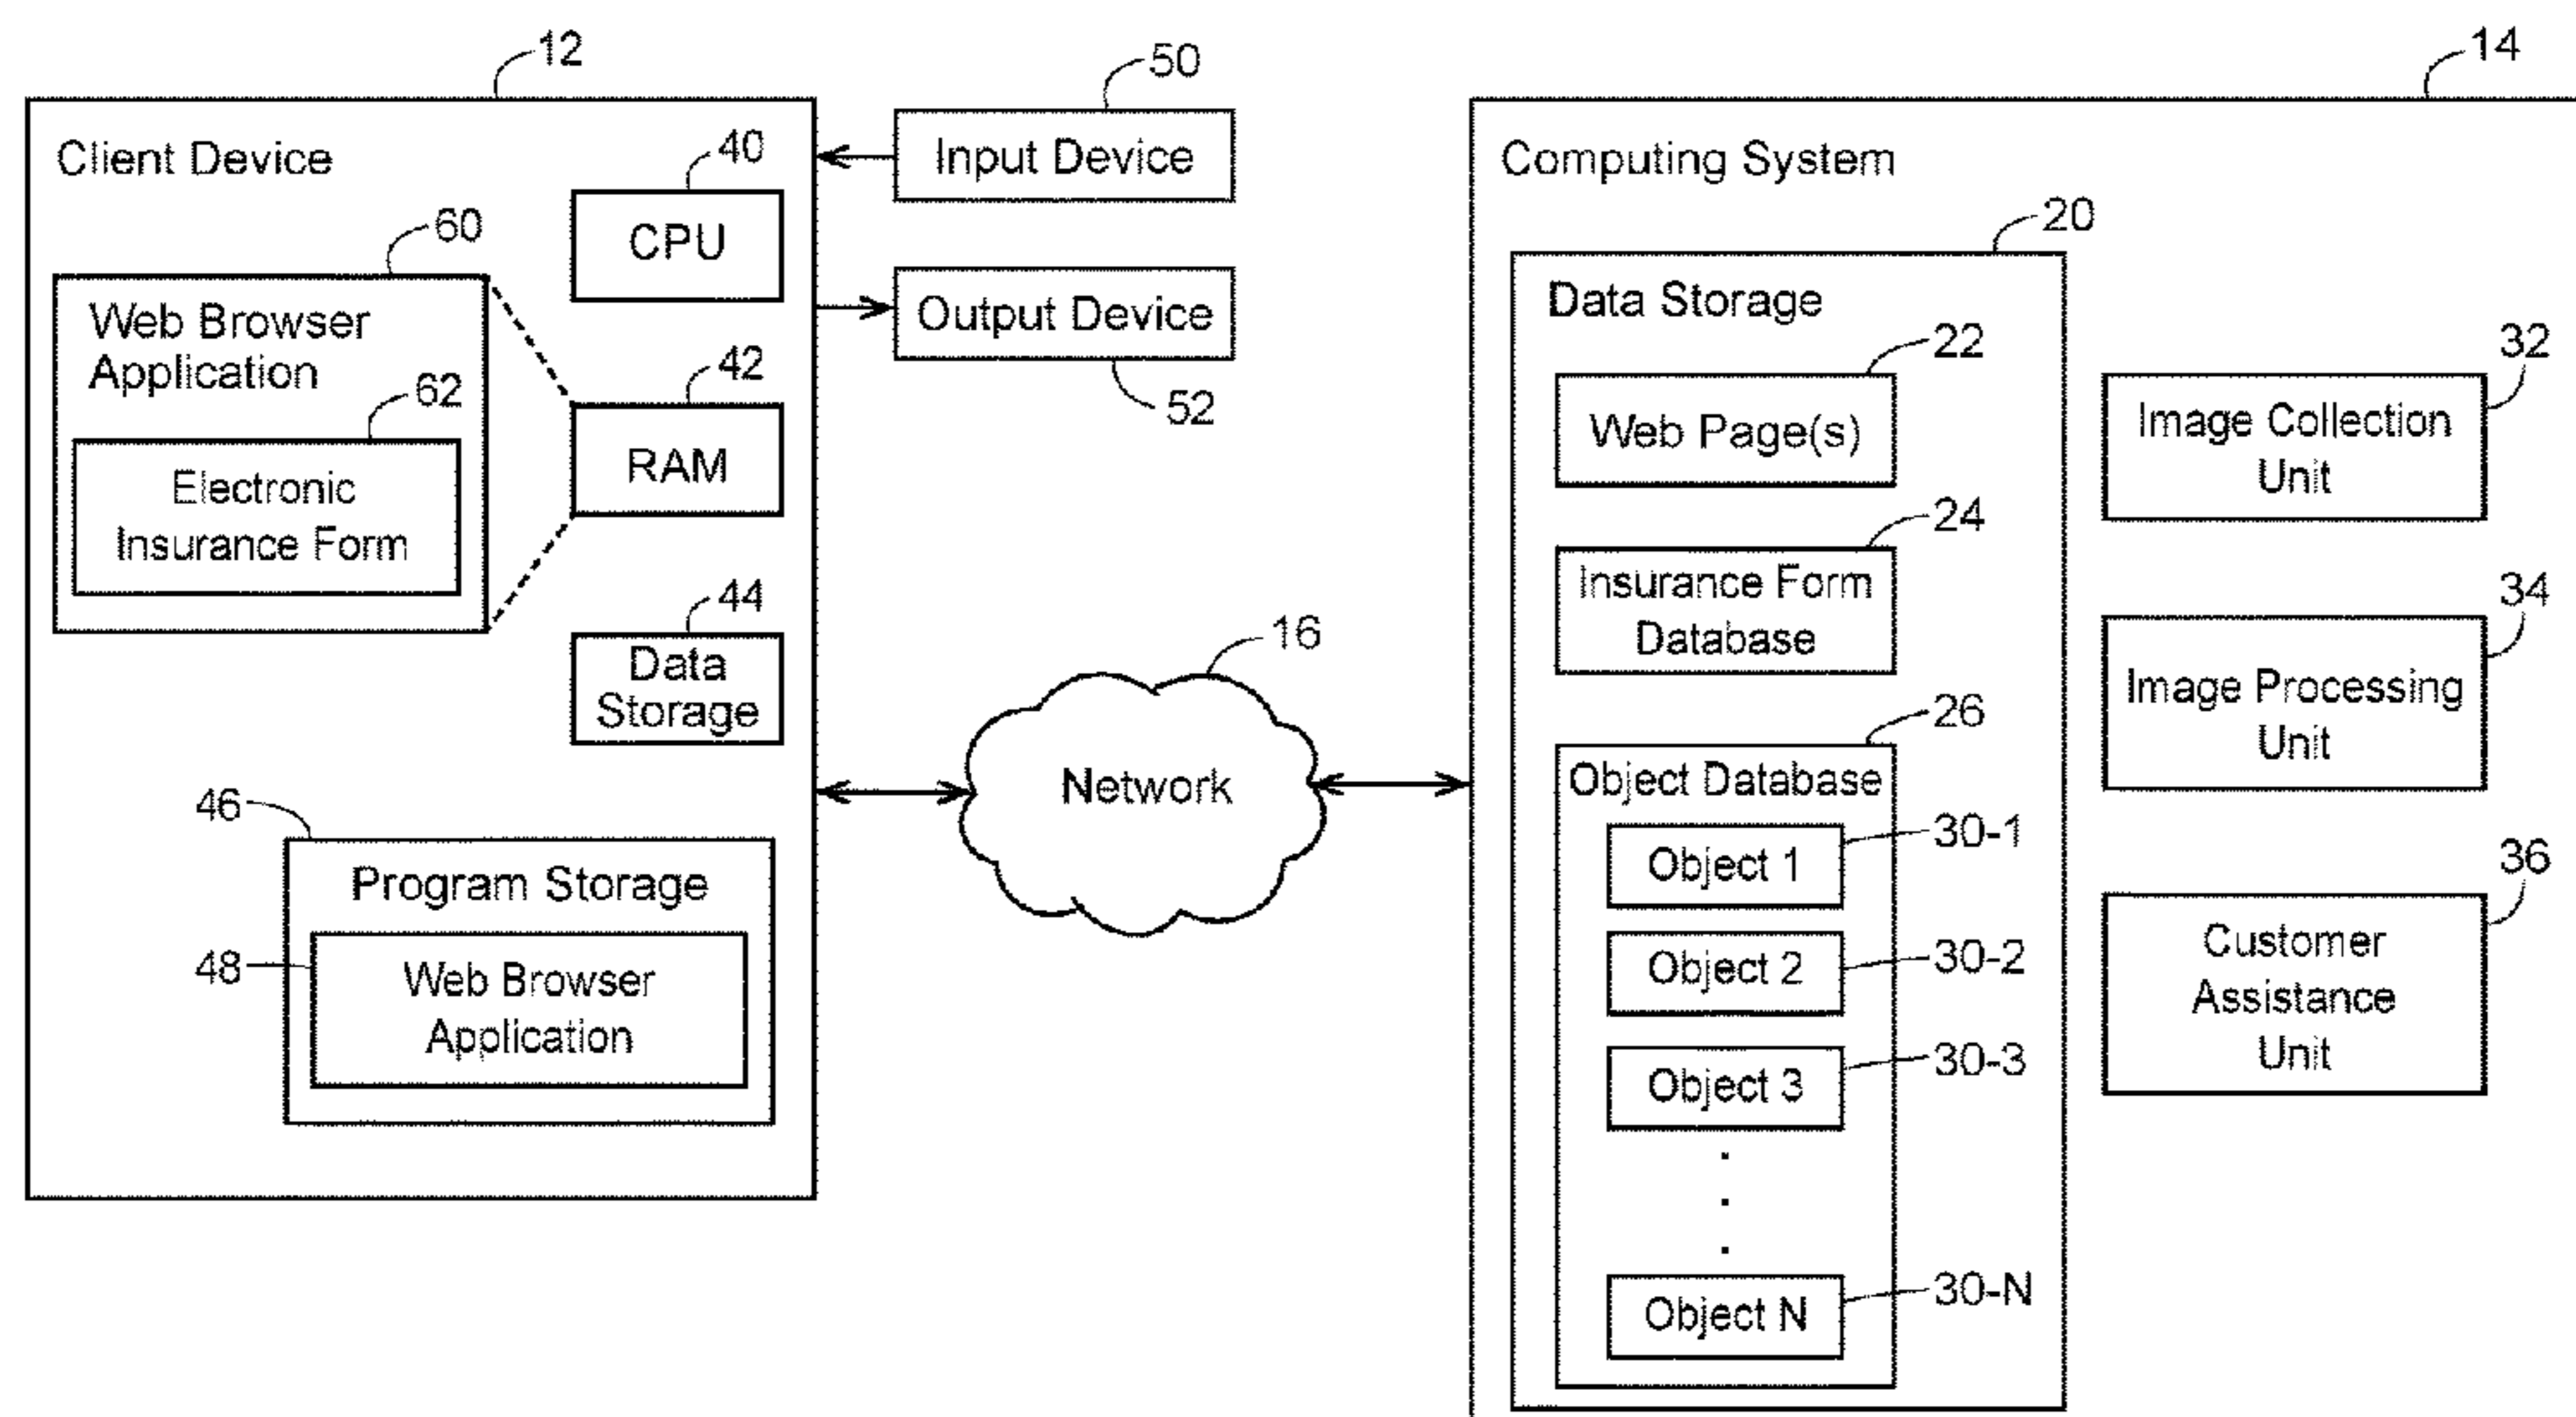 12
Client Device
40
CPU
60
Web Browser
Application
62
Electronic
Insurance Form
42
RAM
44
Data
Storage
46
Program Storage
48
Web Browser
Application
50
Input Device
Output Device
52
16
Network
14
Computing System
20
Data Storage
22
Web Page(s)
24
Insurance Form
Database
26
Object Database
30-1
Object 1
30-2
Object 2
30-3
Object 3
.
.
.
30-N
Object N
32
Image Collection
Unit
34
Image Processing
Unit
36
Customer
Assistance
Unit